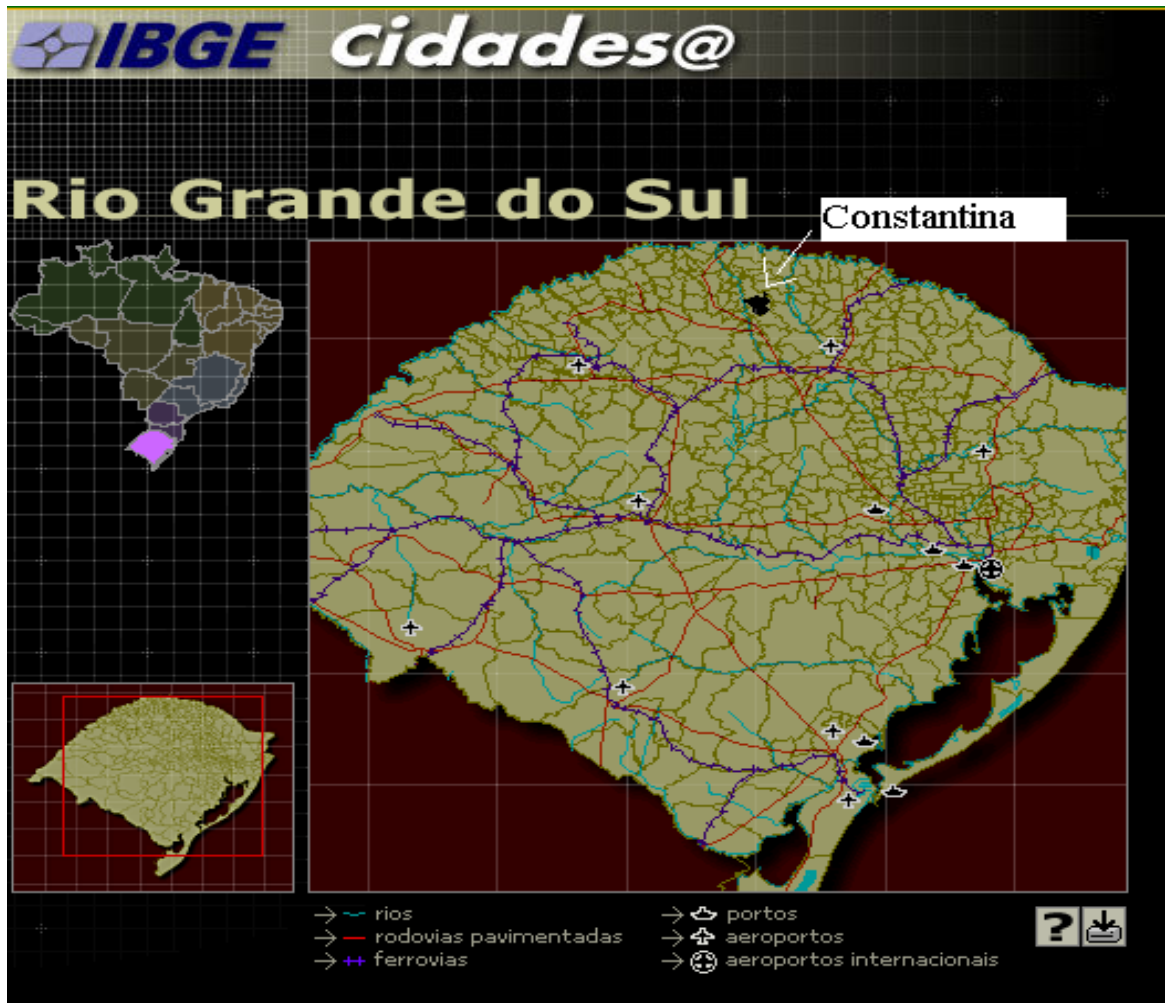 IBGE Cidades@
Rio Grande do Sul
Constantina
rios
rodovias pavimentadas
ferrovias
portos
aeroportos
aeroportos internacionais
?